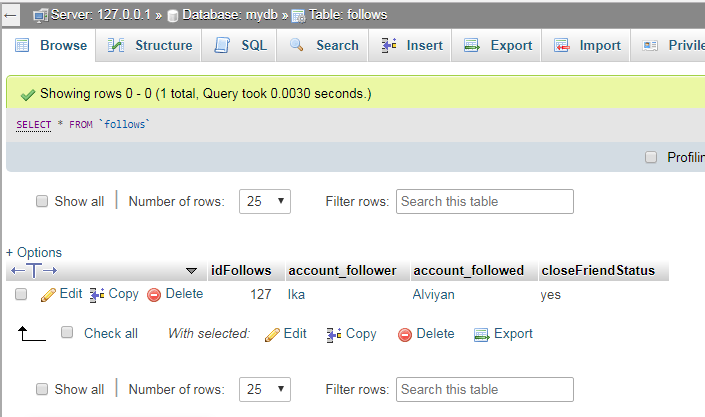 Server: 127.0.0.1 » Database: mydb » Table: follows
Browse Structure SQL Search Insert Export Import Privile
Showing rows 0 - 0 (1 total, Query took 0.0030 seconds.)
SELECT * FROM `follows`
Profilin
Show all Number of rows: 25 Filter rows: Search this table
+ Options
idFollows account_follower account_followed closeFriendStatus
Edit Copy Delete 127 Ika Alviyan yes
Check all With selected: Edit Copy Delete Export
Show all Number of rows: 25 Filter rows: Search this table